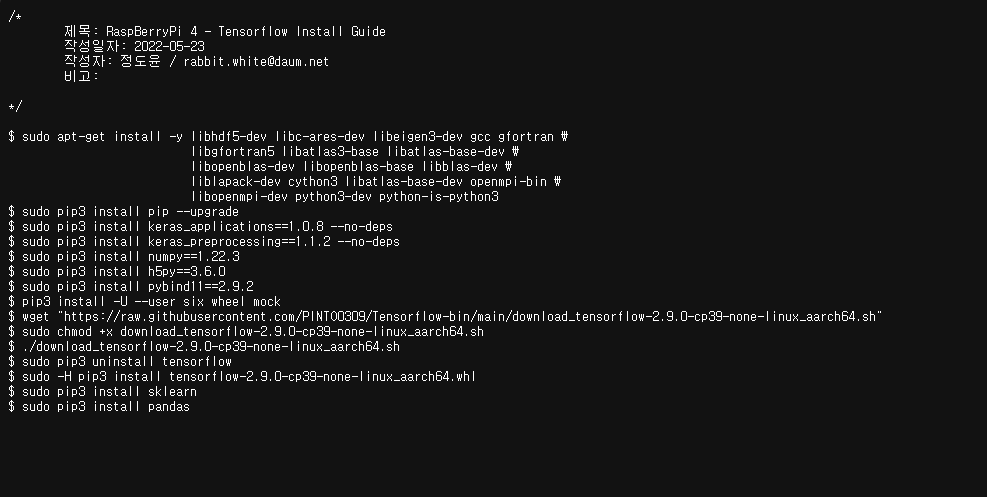 /*
제목: RaspBerryPi 4 - Tensorflow Install Guide
작성일자: 2022-05-23
작성자: 정도윤 / rabbit.white@daum.net
비고:
*/
$ sudo apt-get install -y libhdf5-dev libc-ares-dev libeigen3-dev gcc gfortran ₩
libgfortran5 libatlas3-base libatlas-base-dev ₩
libopenblas-dev libopenblas-base libblas-dev ₩
liblapack-dev cython3 libatlas-base-dev openmpi-bin ₩
libopenmpi-dev python3-dev python-is-python3
$ sudo pip3 install pip --upgrade
$ sudo pip3 install keras_applications==1.0.8 --no-deps
$ sudo pip3 install keras_preprocessing==1.1.2 --no-deps
$ sudo pip3 install numpy==1.22.3
$ sudo pip3 install h5py==3.6.0
$ sudo pip3 install pybind11==2.9.2
$ pip3 install -U --user six wheel mock
$ wget "https://raw.githubusercontent.com/PINTO0309/Tensorflow-bin/main/download_tensorflow-2.9.0-cp39-none-linux_aarch64.sh"
$ sudo chmod +x download_tensorflow-2.9.0-cp39-none-linux_aarch64.sh
$ ./download_tensorflow-2.9.0-cp39-none-linux_aarch64.sh
$ sudo pip3 uninstall tensorflow
$ sudo -H pip3 install tensorflow-2.9.0-cp39-none-linux_aarch64.whl
$ sudo pip3 install sklearn
$ sudo pip3 install pandas